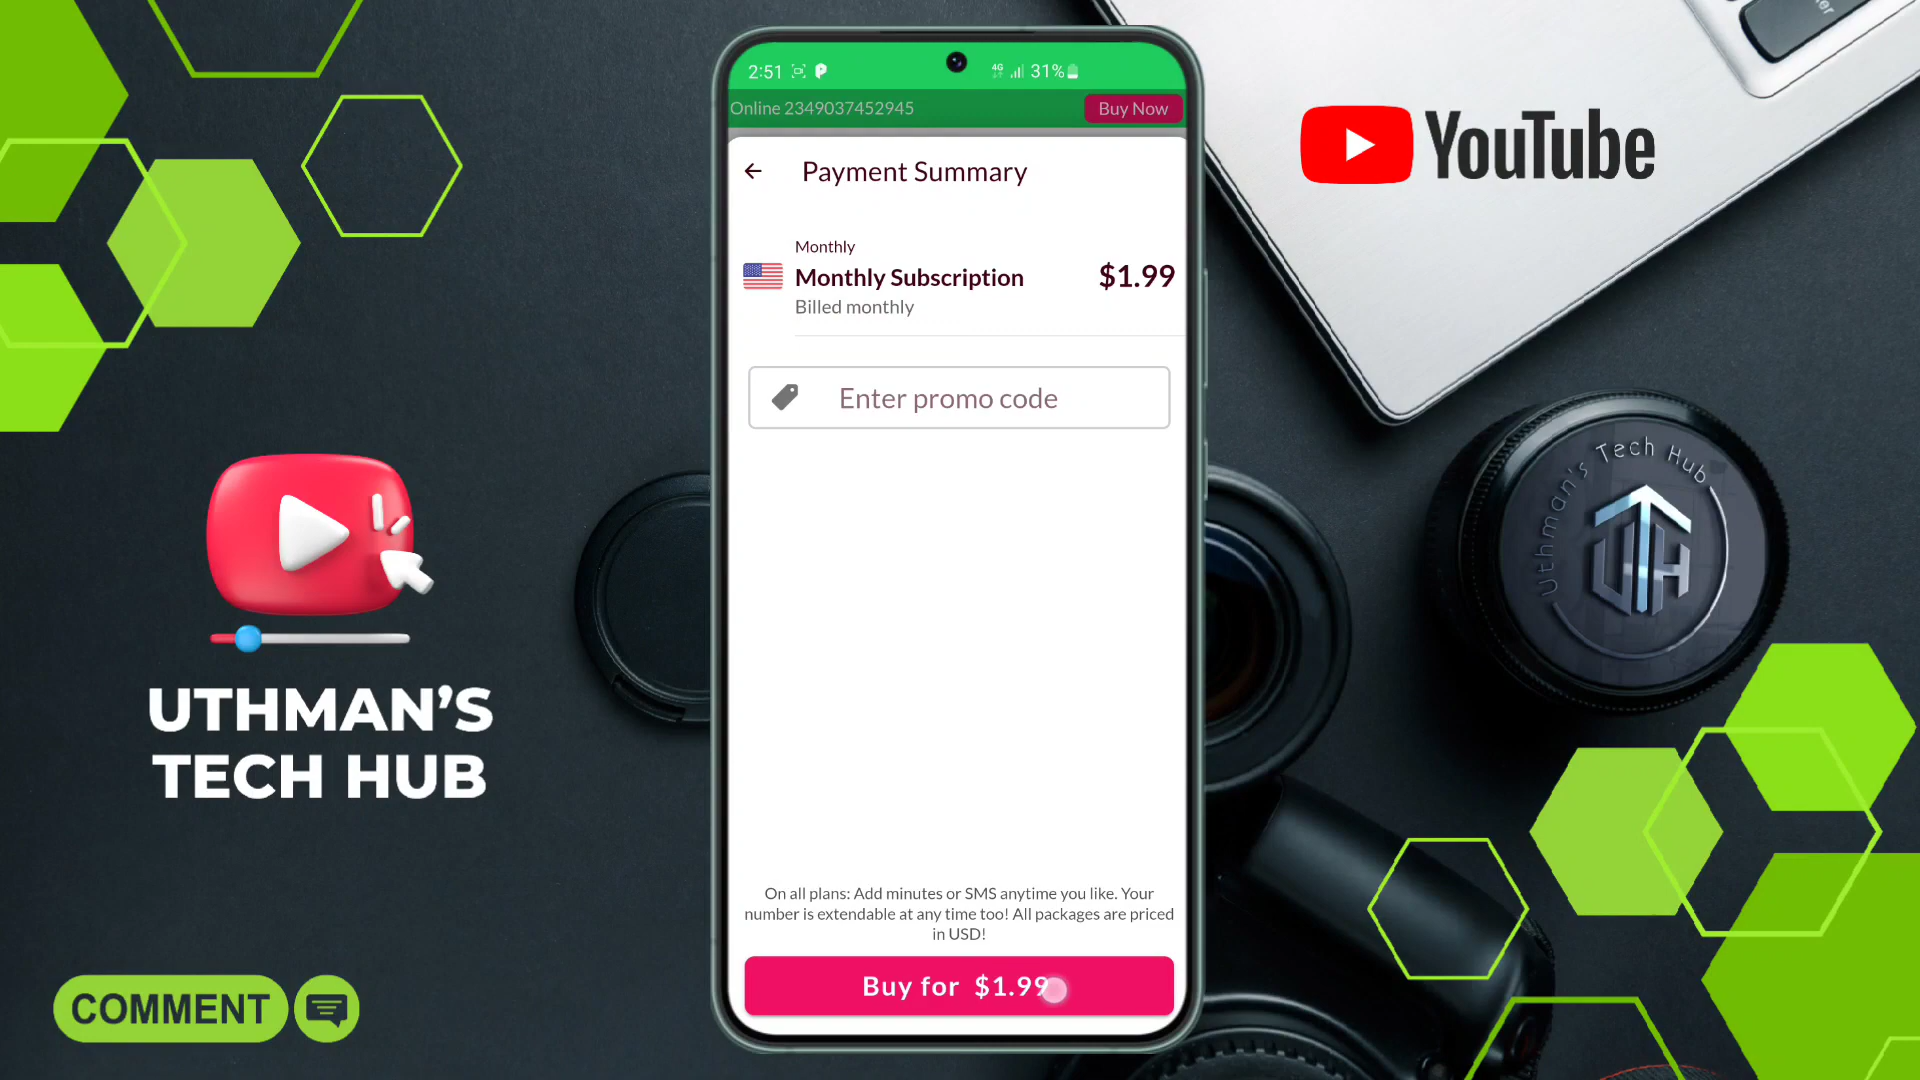 2:51
4G
31%
Online 2349037452945
Buy Now
Payment Summary
Monthly
Monthly Subscription
$1.99
Billed monthly
Enter promo code
On all plans: Add minutes or SMS anytime you like. Your
number is extendable at any time too! All packages are priced
in USD!
Buy for $1.99
YouTube
UTHMAN'S
TECH HUB
Uthman's Tech Hub
UTH
COMMENT